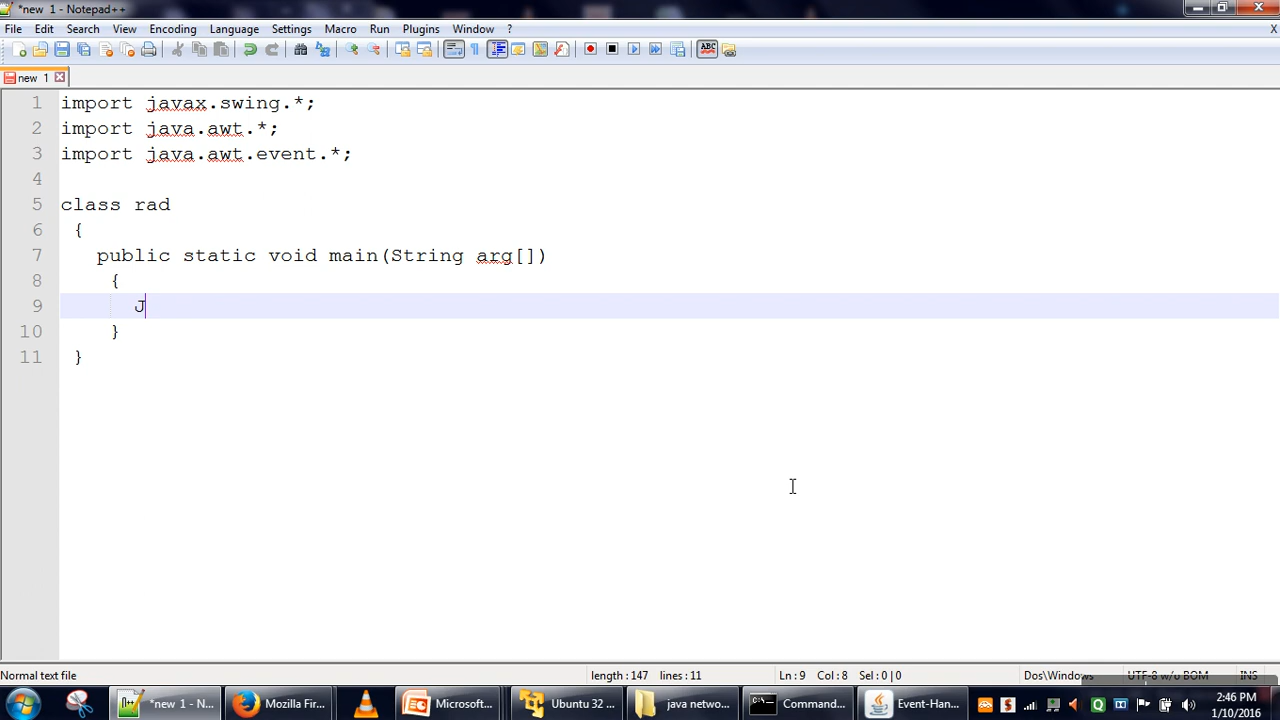 *new 1 - Notepad++
File Edit Search View Encoding Language Settings Macro Run Plugins Window ? X
ABC
new 1
1 import javax.swing.*;
2 import java.awt.*;
3 import java.awt.event.*;
4
5 class rad
6 {
7 public static void main(String arg[])
8 {
9 J
10 }
11 }
Normal text file length : 147 lines : 11 Ln : 9 Col : 8 Sel : 0 | 0 Dos\Windows UTF-8 w/o BOM INS
*new 1 - N... Mozilla Fir... Microsoft... Ubuntu 32 ... java netwo... Command... Event-Han... 2:46 PM
1/10/2016